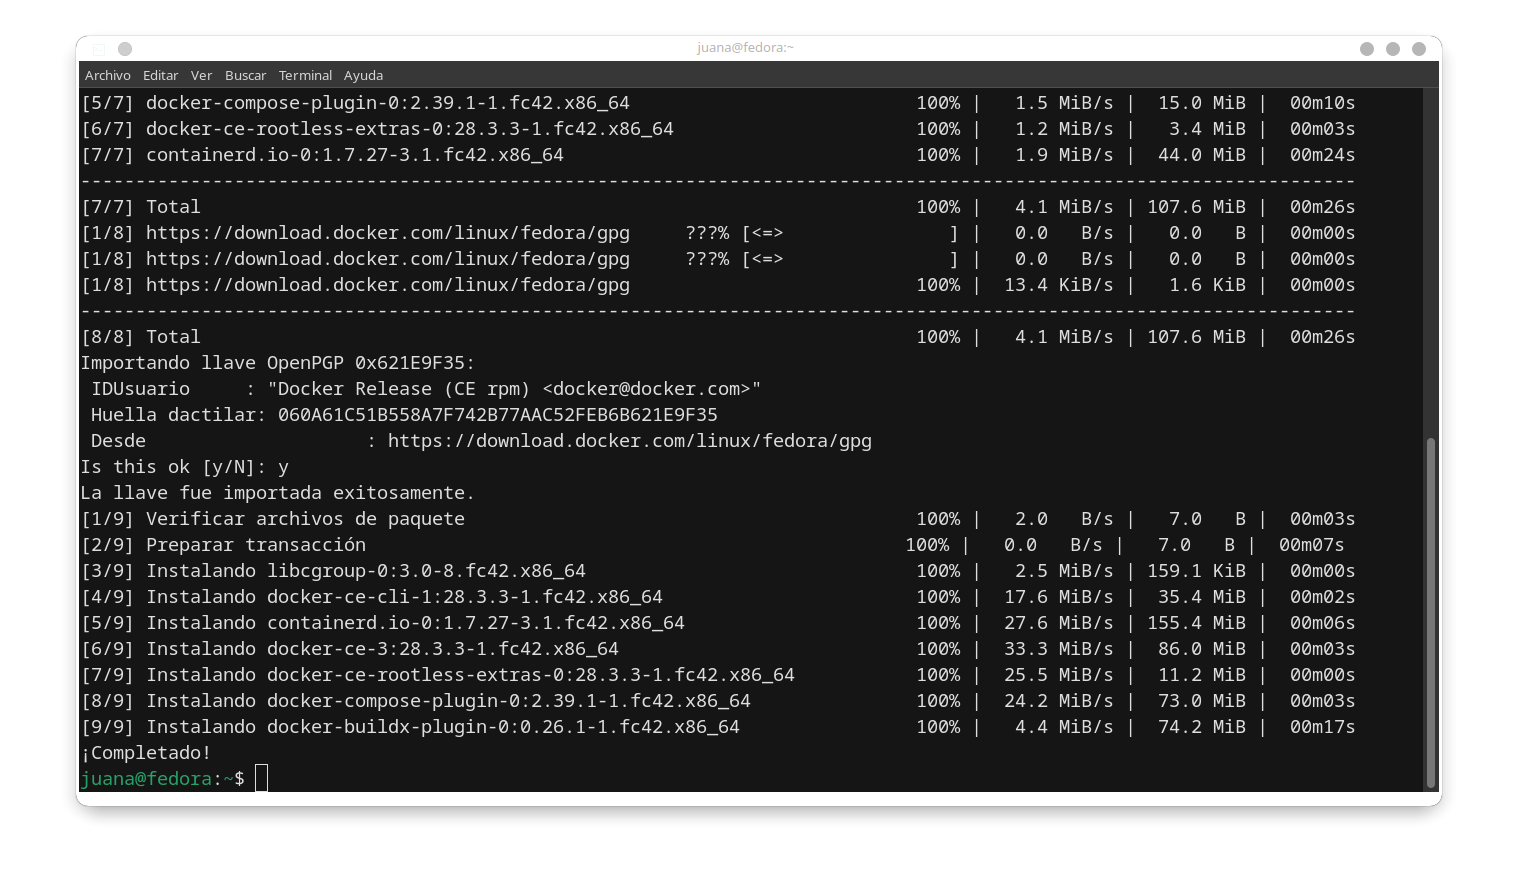 juana@fedora:~
Archivo Editar Ver Buscar Terminal Ayuda
[5/7] docker-compose-plugin-0:2.39.1-1.fc42.x86_64 100% | 1.5 MiB/s | 15.0 MiB | 00m10s
[6/7] docker-ce-rootless-extras-0:28.3.3-1.fc42.x86_64 100% | 1.2 MiB/s | 3.4 MiB | 00m03s
[7/7] containerd.io-0:1.7.27-3.1.fc42.x86_64 100% | 1.9 MiB/s | 44.0 MiB | 00m24s
--------------------------------------------------------------------------------------------------------------------
[7/7] Total 100% | 4.1 MiB/s | 107.6 MiB | 00m26s
[1/8] https://download.docker.com/linux/fedora/gpg ???% [<=> ] | 0.0 B/s | 0.0 B | 00m00s
[1/8] https://download.docker.com/linux/fedora/gpg ???% [<=> ] | 0.0 B/s | 0.0 B | 00m00s
[1/8] https://download.docker.com/linux/fedora/gpg 100% | 13.4 KiB/s | 1.6 KiB | 00m00s
--------------------------------------------------------------------------------------------------------------------
[8/8] Total 100% | 4.1 MiB/s | 107.6 MiB | 00m26s
Importando llave OpenPGP 0x621E9F35:
 IDUsuario : "Docker Release (CE rpm) <docker@docker.com>"
 Huella dactilar: 060A61C51B558A7F742B77AAC52FEB6B621E9F35
 Desde : https://download.docker.com/linux/fedora/gpg
Is this ok [y/N]: y
La llave fue importada exitosamente.
[1/9] Verificar archivos de paquete 100% | 2.0 B/s | 7.0 B | 00m03s
[2/9] Preparar transacción 100% | 0.0 B/s | 7.0 B | 00m07s
[3/9] Instalando libcgroup-0:3.0-8.fc42.x86_64 100% | 2.5 MiB/s | 159.1 KiB | 00m00s
[4/9] Instalando docker-ce-cli-1:28.3.3-1.fc42.x86_64 100% | 17.6 MiB/s | 35.4 MiB | 00m02s
[5/9] Instalando containerd.io-0:1.7.27-3.1.fc42.x86_64 100% | 27.6 MiB/s | 155.4 MiB | 00m06s
[6/9] Instalando docker-ce-3:28.3.3-1.fc42.x86_64 100% | 33.3 MiB/s | 86.0 MiB | 00m03s
[7/9] Instalando docker-ce-rootless-extras-0:28.3.3-1.fc42.x86_64 100% | 25.5 MiB/s | 11.2 MiB | 00m00s
[8/9] Instalando docker-compose-plugin-0:2.39.1-1.fc42.x86_64 100% | 24.2 MiB/s | 73.0 MiB | 00m03s
[9/9] Instalando docker-buildx-plugin-0:0.26.1-1.fc42.x86_64 100% | 4.4 MiB/s | 74.2 MiB | 00m17s
¡Completado!
juana@fedora:~$